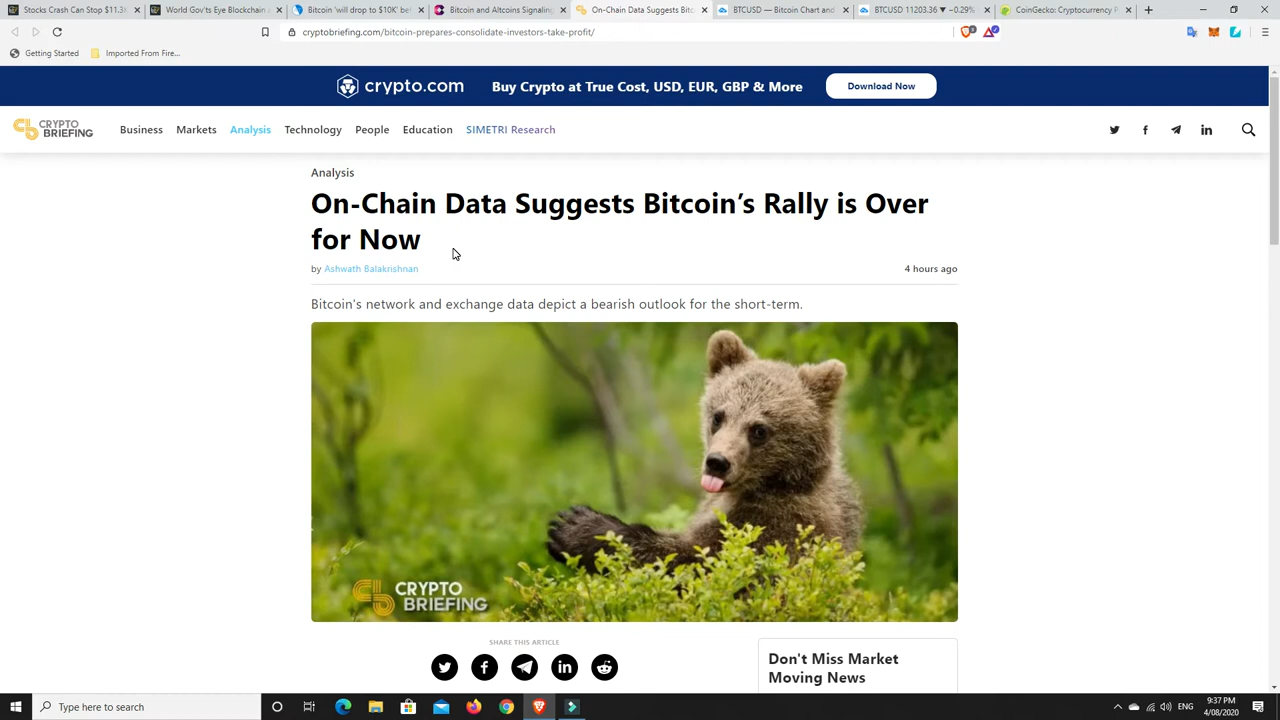 Stocks Crash Can Stop $11.3K
World Gov'ts Eye Blockchain
Bitcoin 'will drop to $10K' be
Bitcoin and Altcoins Signaling
On-Chain Data Suggests Bitc
BTCUSD — Bitcoin Chart and
BTCUSD 11203.36 ▼ −0.29%
CoinGecko: Cryptocurrency P
cryptobriefing.com/bitcoin-prepares-consolidate-investors-take-profit/
Getting Started
Imported From Fire...
crypto.com
Buy Crypto at True Cost, USD, EUR, GBP & More
Download Now
CRYPTO
BRIEFING
Business
Markets
Analysis
Technology
People
Education
SIMETRI Research
Analysis
On-Chain Data Suggests Bitcoin's Rally is Over
for Now
by Ashwath Balakrishnan
4 hours ago
Bitcoin's network and exchange data depict a bearish outlook for the short-term.
CRYPTO
BRIEFING
SHARE THIS ARTICLE
Don't Miss Market
Moving News
Type here to search
ENG
9:37 PM
4/08/2020